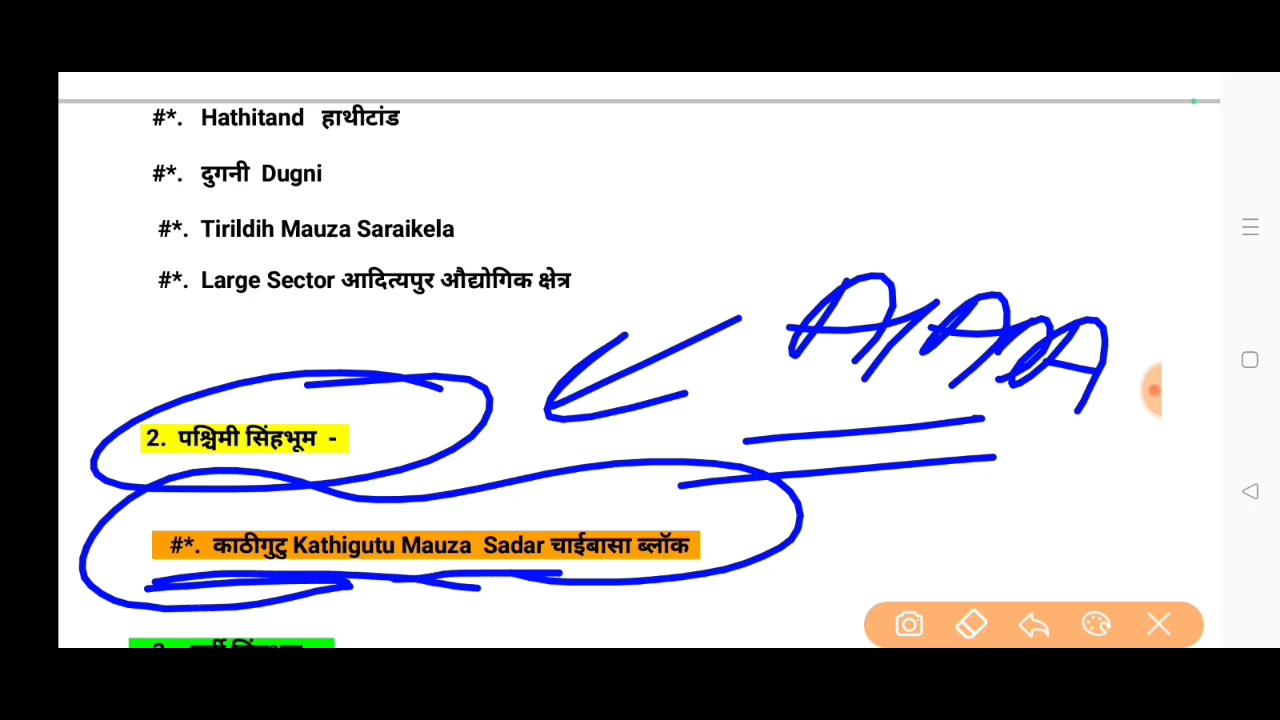 #*. Hathitand हाथीटांड
#*. दुगनी Dugni
#*. Tirildih Mauza Saraikela
#*. Large Sector आदित्यपुर औद्योगिक क्षेत्र
2. पश्चिमी सिंहभूम -
#*. काठीगुटु Kathigutu Mauza Sadar चाईबासा ब्लॉक